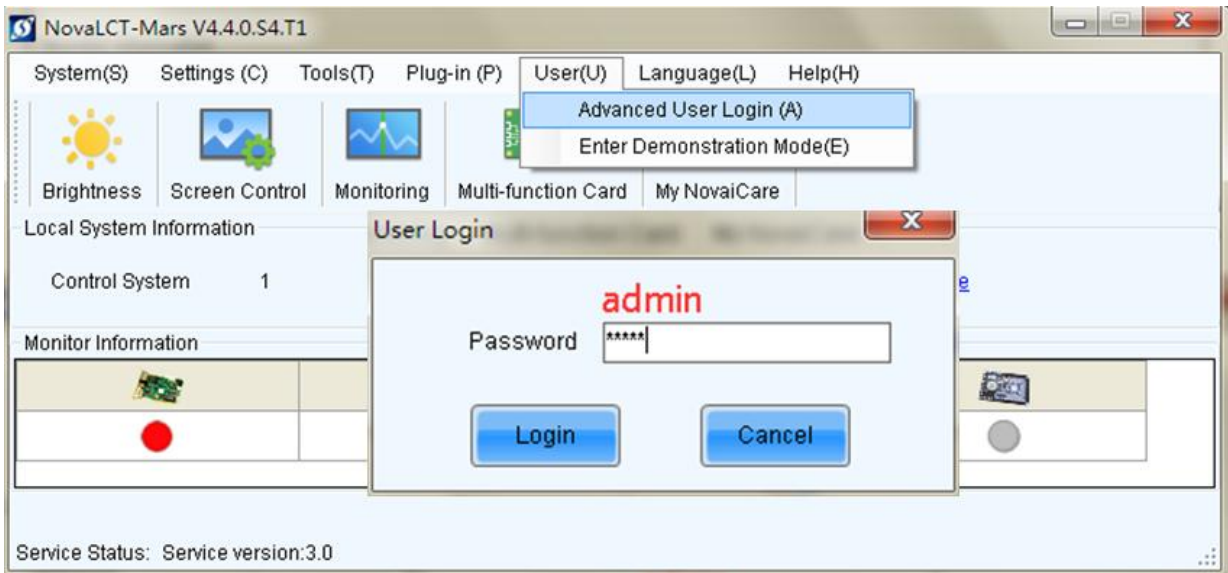 NovaLCT-Mars V4.4.0.S4.T1
System(S) Settings (C) Tools(T) Plug-in (P) User(U) Language(L) Help(H)
Advanced User Login (A)
Enter Demonstration Mode(E)
Brightness Screen Control Monitoring Multi-function Card My NovaiCare
Local System Information
User Login
Control System 1
e
admin
Password *****
Monitor Information
Login Cancel
Service Status: Service version:3.0